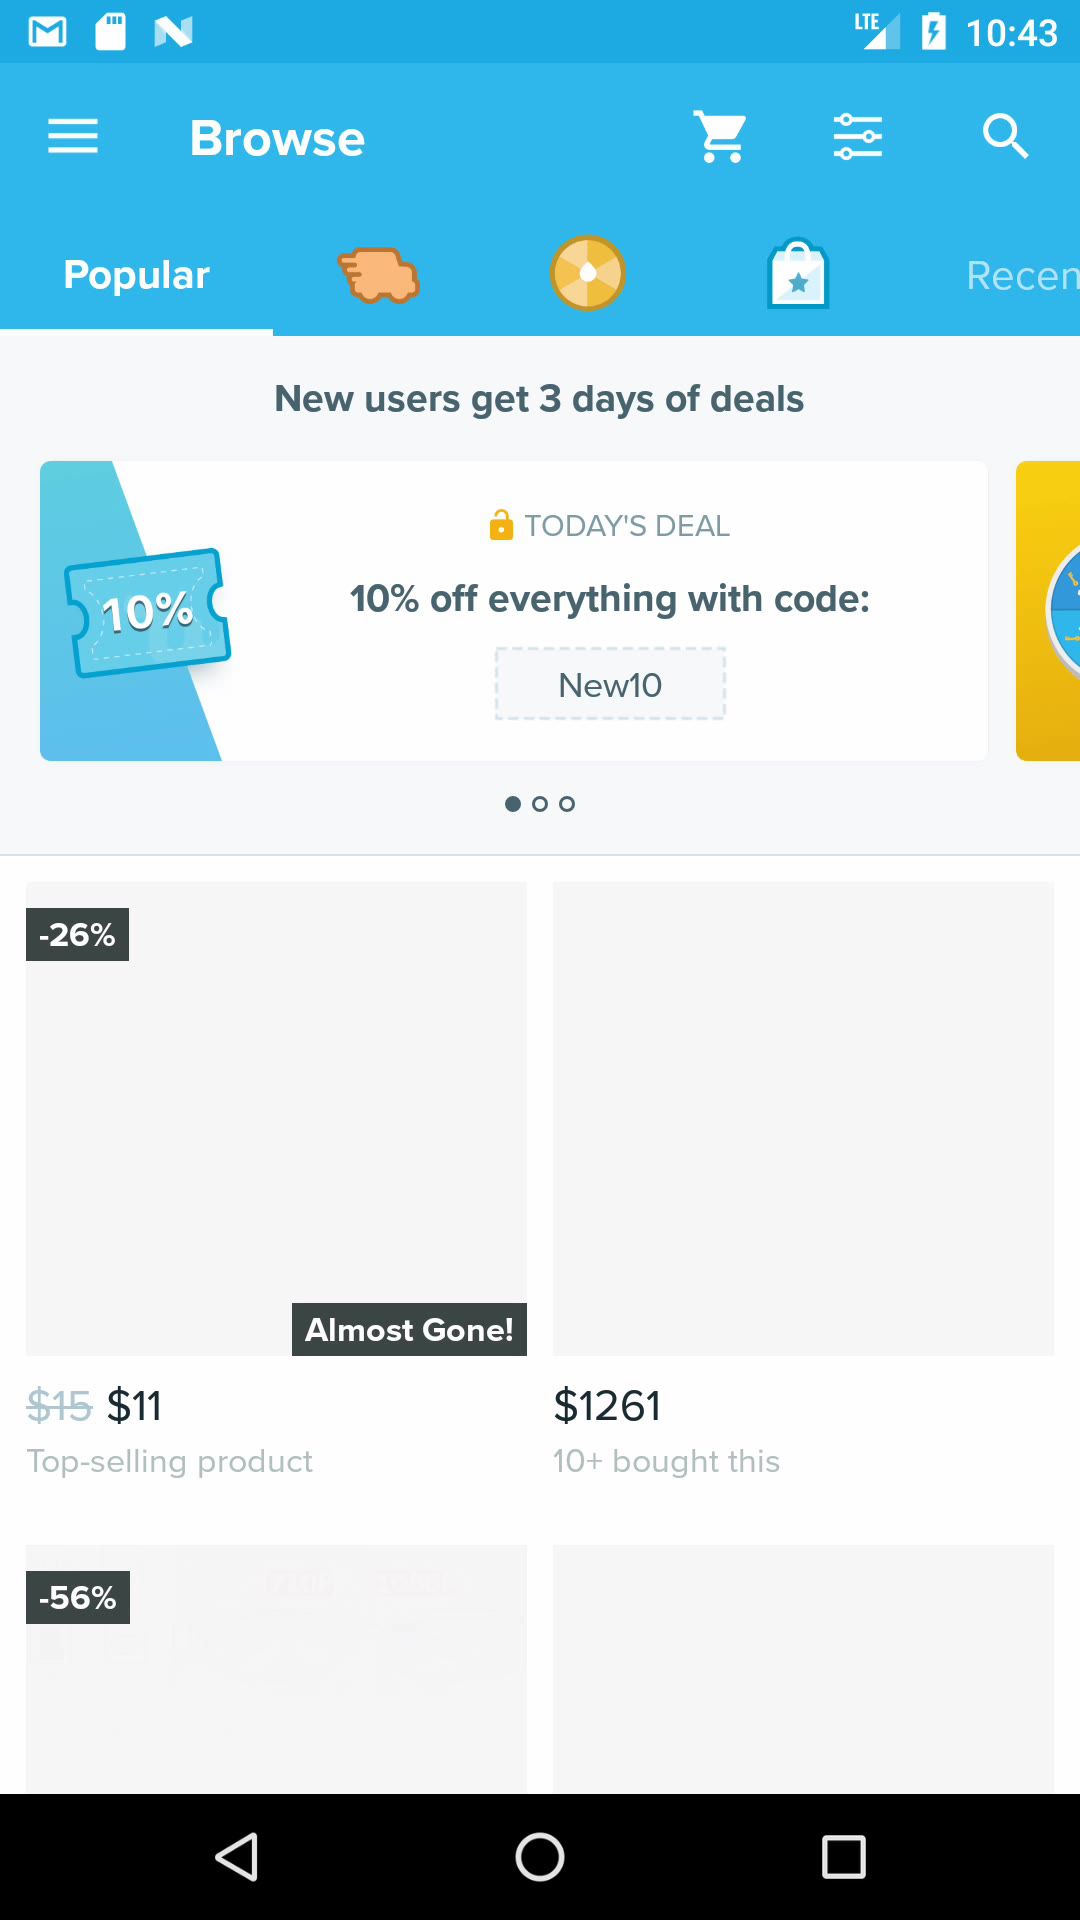 LTE 10:43
Browse
Popular
Recen
New users get 3 days of deals
TODAY'S DEAL
10% off everything with code:
10%
New10
-26%
Almost Gone!
$15 $11
$1261
Top-selling product
10+ bought this
-56%